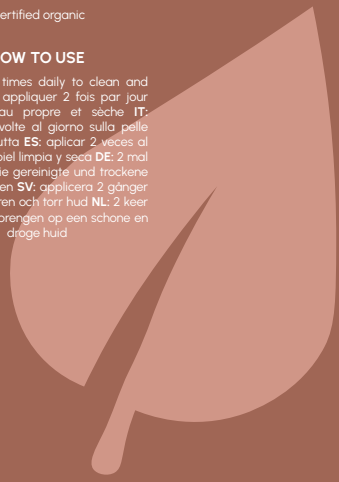 ertified organic
OW TO USE
times daily to clean and
appliquer 2 fois par jour
au propre et sèche IT:
volte al giorno sulla pelle
utta ES: aplicar 2 veces al
piel limpia y seca DE: 2 mal
ie gereinigte und trockene
en SV: applicera 2 gånger
ren och torr hud NL: 2 keer
brengen op een schone en
droge huid